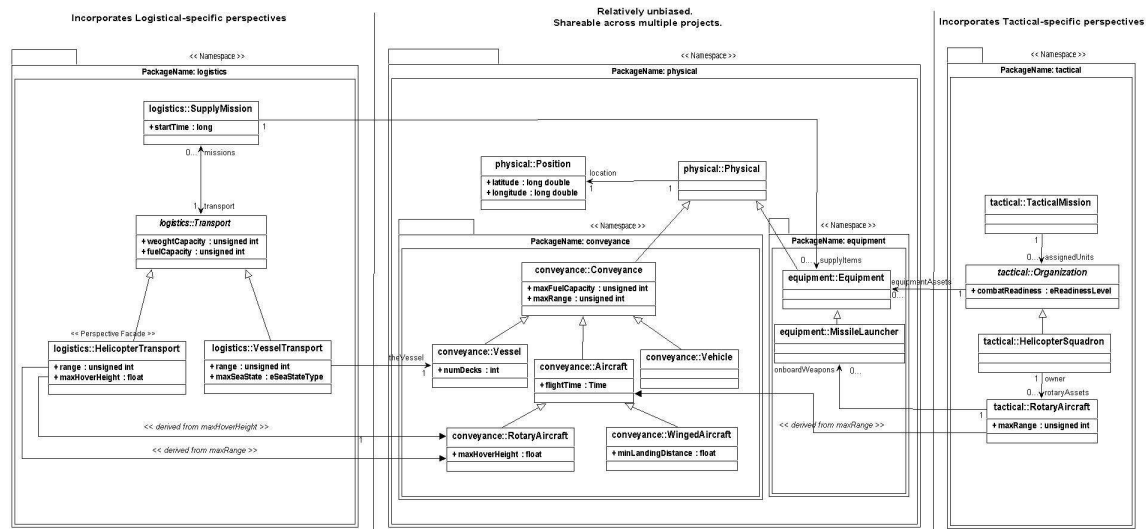 Incorporates Logistical-specific perspectives
Relatively unbiased.
Shareable across multiple projects.
Incorporates Tactical-specific perspectives
<< Namespace >>
PackageName: logistics
logistics::SupplyMission
+ startTime : long
1
0... missions
1 transport
logistics::Transport
+ weoghtCapacity : unsigned int
+ fuelCapacity : unsigned int
<< Perspective Facade >>
logistics::HelicopterTransport
+ range : unsigned int
+ maxHoverHeight : float
logistics::VesselTransport
+ range : unsigned int
+ maxSeaState : eSeaStateType
<< derived from maxHoverHeight >>
1
<< derived from maxRange >>
<< Namespace >>
PackageName: physical
physical::Position
+ latitude : long double
+ longitude : long double
location
1
1
physical::Physical
<< Namespace >>
PackageName: conveyance
conveyance::Conveyance
+ maxFuelCapacity : unsigned int
+ maxRange : unsigned int
theVessel
1
conveyance::Vessel
+ numDecks : int
conveyance::Aircraft
+ flightTime : Time
conveyance::Vehicle
conveyance::RotaryAircraft
+ maxHoverHeight : float
conveyance::WingedAircraft
+ minLandingDistance : float
<< Namespace >>
PackageName: equipment
0... supplyItems
equipment::Equipment
equipmentAssets
0...
equipment::MissileLauncher
onboardWeapons
0...
<< derived from maxRange >>
<< Namespace >>
PackageName: tactical
tactical::TacticalMission
1
0... assignedUnits
tactical::Organization
+ combatReadiness : eReadinessLevel
1
tactical::HelicopterSquadron
1 owner
0... rotaryAssets
tactical::RotaryAircraft
+ maxRange : unsigned int
1